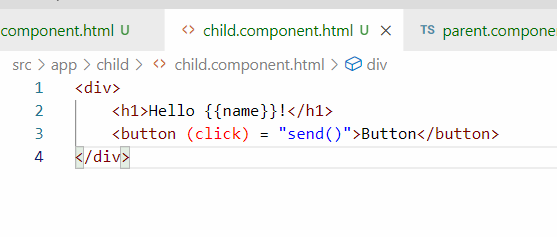 component.html U
child.component.html U
TS parent.compone
src > app > child > <> child.component.html > div
1 <div>
2 <h1>Hello {{name}}!</h1>
3 <button (click) = "send()">Button</button>
4 </div>